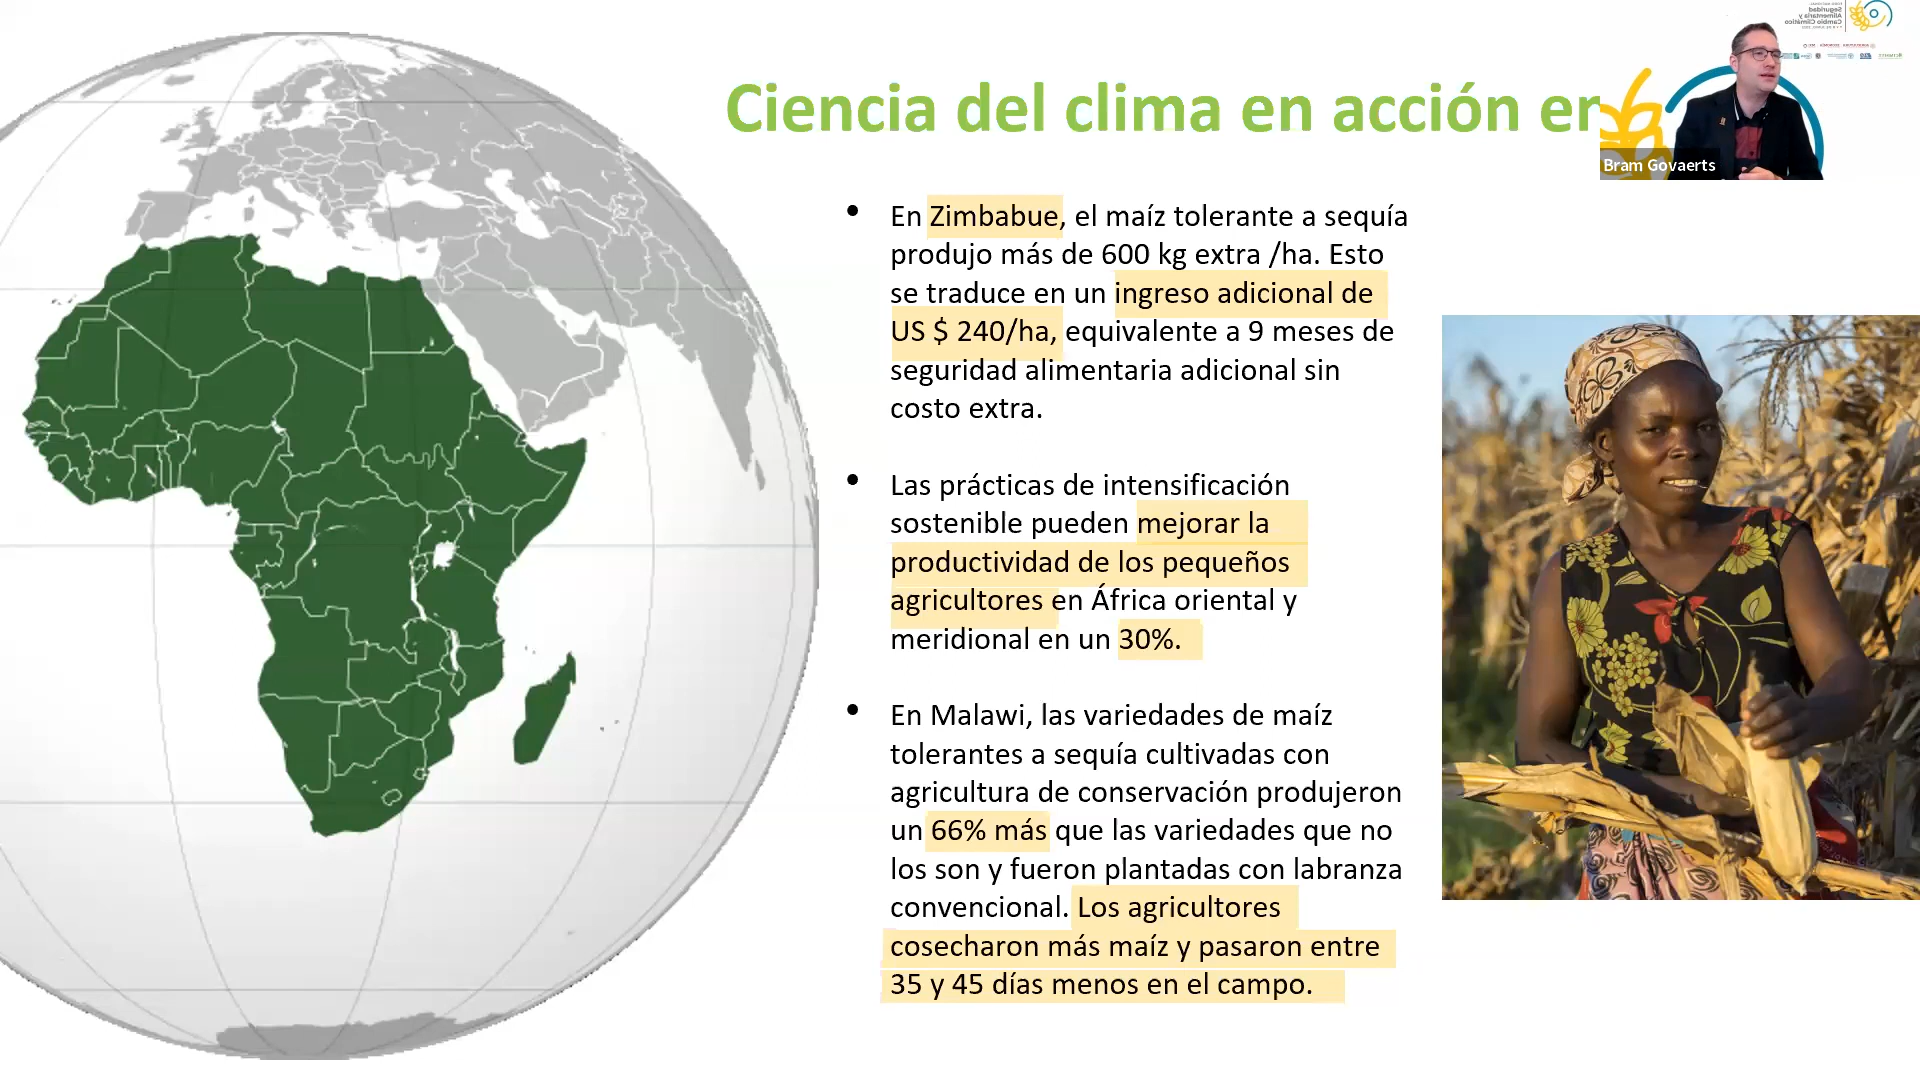 Seguridad
Alimentaria y
Cambio Climático
Ciencia del clima en acción en
Bram Govaerts
• En Zimbabue, el maíz tolerante a sequía
produjo más de 600 kg extra /ha. Esto
se traduce en un ingreso adicional de
US $ 240/ha, equivalente a 9 meses de
seguridad alimentaria adicional sin
costo extra.
• Las prácticas de intensificación
sostenible pueden mejorar la
productividad de los pequeños
agricultores en África oriental y
meridional en un 30%.
• En Malawi, las variedades de maíz
tolerantes a sequía cultivadas con
agricultura de conservación produjeron
un 66% más que las variedades que no
los son y fueron plantadas con labranza
convencional. Los agricultores
cosecharon más maíz y pasaron entre
35 y 45 días menos en el campo.